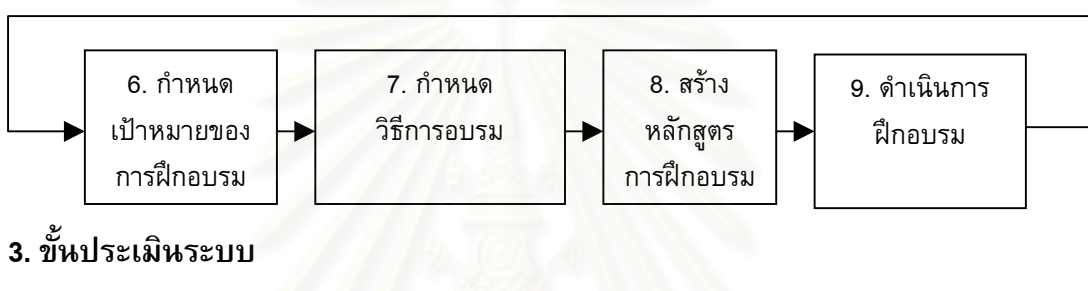 6. กำหนด
เป้าหมายของ
การฝึกอบรม
7. กำหนด
วิธีการอบรม
8. สร้าง
หลักสูตร
การฝึกอบรม
9. ดำเนินการ
ฝึกอบรม
3. ขั้นประเมินระบบ